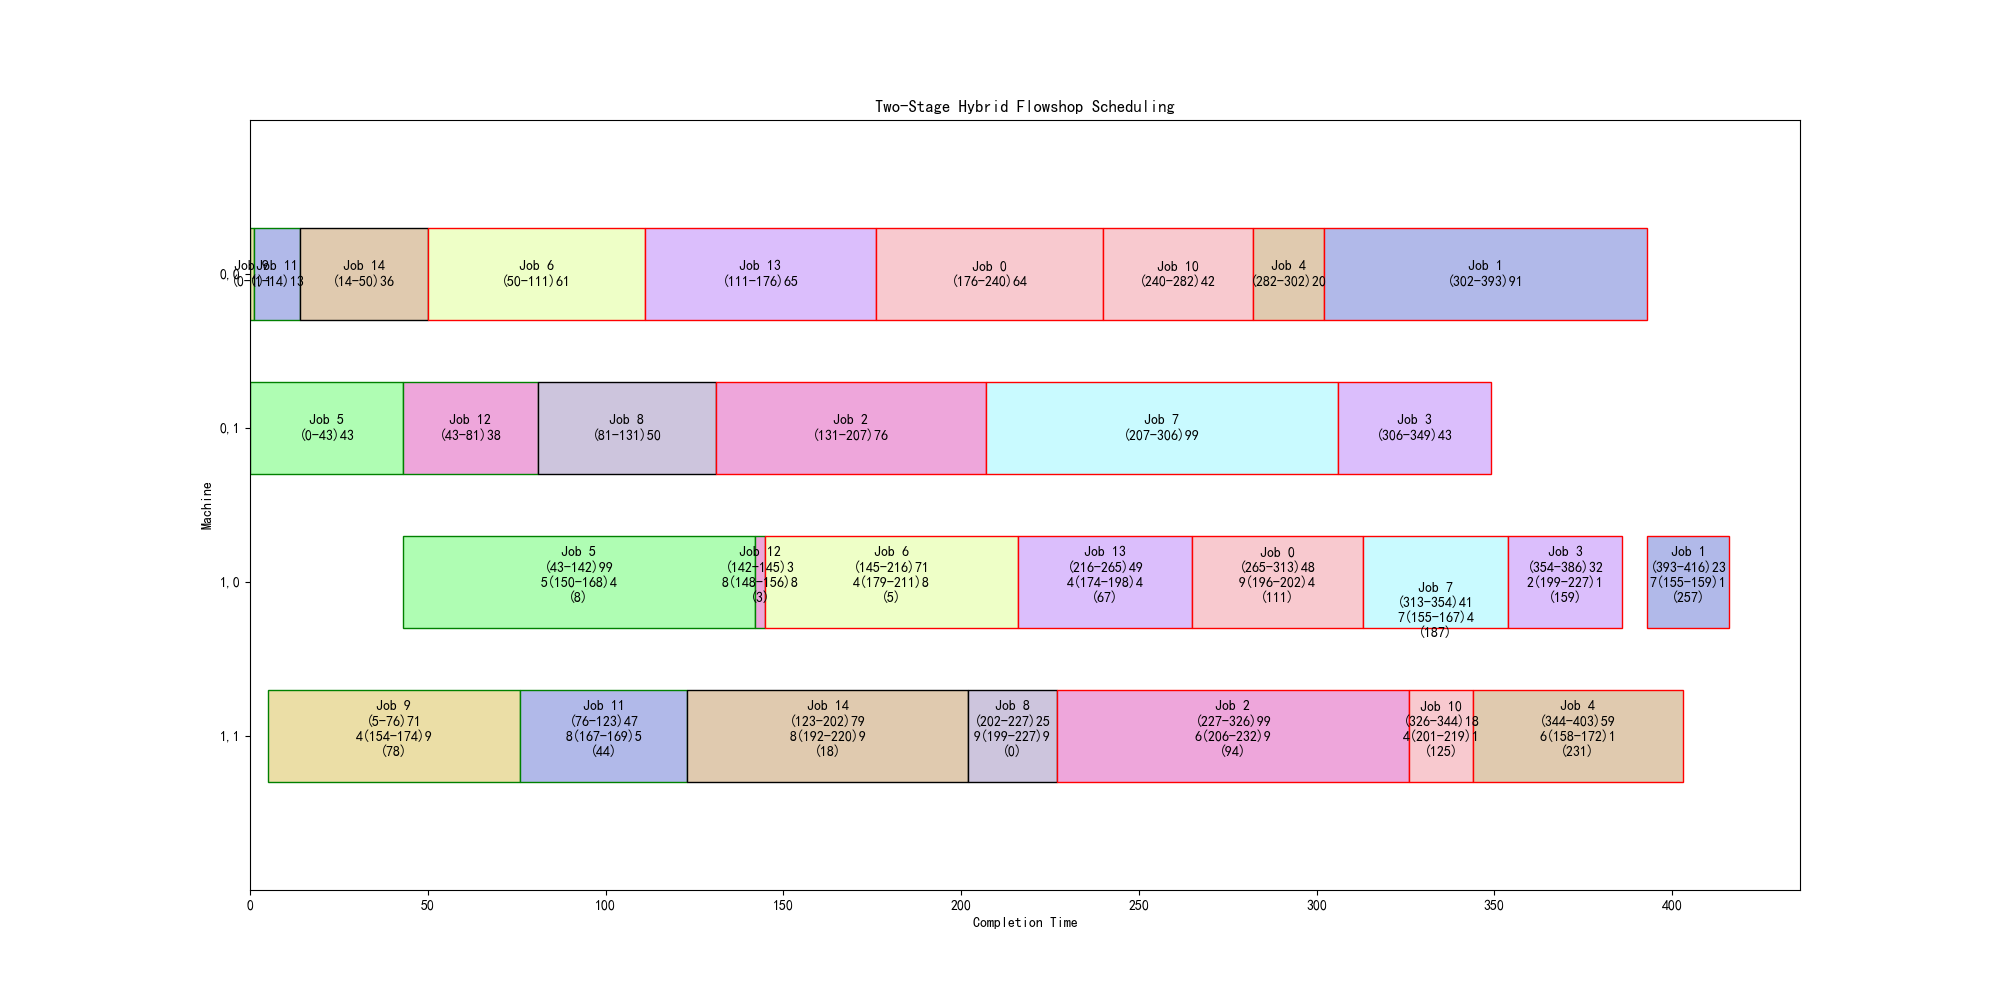 Two-Stage Hybrid Flowshop Scheduling
Machine
0,0
Job 9
Job 11
Job 14
(14-50)36
Job 6
(50-111)61
Job 13
(111-176)65
Job 0
(176-240)64
Job 10
(240-282)42
Job 4
(282-302)20
Job 1
(302-393)91
0,1
Job 5
(0-43)43
Job 12
(43-81)38
Job 8
(81-131)50
Job 2
(131-207)76
Job 7
(207-306)99
Job 3
(306-349)43
1,0
Job 5
(43-142)99
5(150-168)4
(8)
Job 12
(142-145)3
8(148-156)8
(3)
Job 6
(145-216)71
4(179-211)8
(5)
Job 13
(216-265)49
4(174-198)4
(67)
Job 0
(265-313)48
9(196-202)4
(111)
Job 7
(313-354)41
7(155-167)4
(187)
Job 3
(354-386)32
2(199-227)1
(159)
Job 1
(393-416)23
7(155-159)1
(257)
1,1
Job 9
(5-76)71
4(154-174)9
(78)
Job 11
(76-123)47
8(167-169)5
(44)
Job 14
(123-202)79
8(192-220)9
(18)
Job 8
(202-227)25
9(199-227)9
(0)
Job 2
(227-326)99
6(206-232)9
(94)
Job 10
(326-344)18
4(201-219)1
(125)
Job 4
(344-403)59
6(158-172)1
(231)
0 50 100 150 200 250 300 350 400
Completion Time